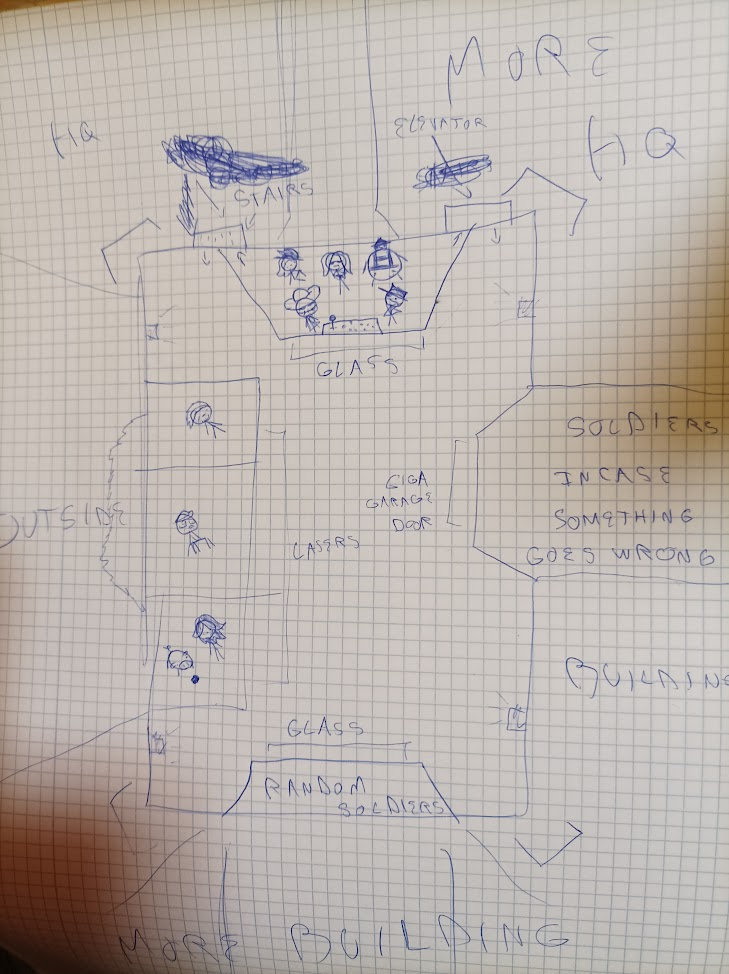 MORE
HQ
ELEVATOR
HQ
STAIRS
GLASS
SOLDIERS
INCASE
SOMETHING
GOES WRONG
GIGA
GARAGE
DOOR
OUTSIDE
LASERS
BUILDING
GLASS
RANDOM
SOLDIERS
MORE BUILDING